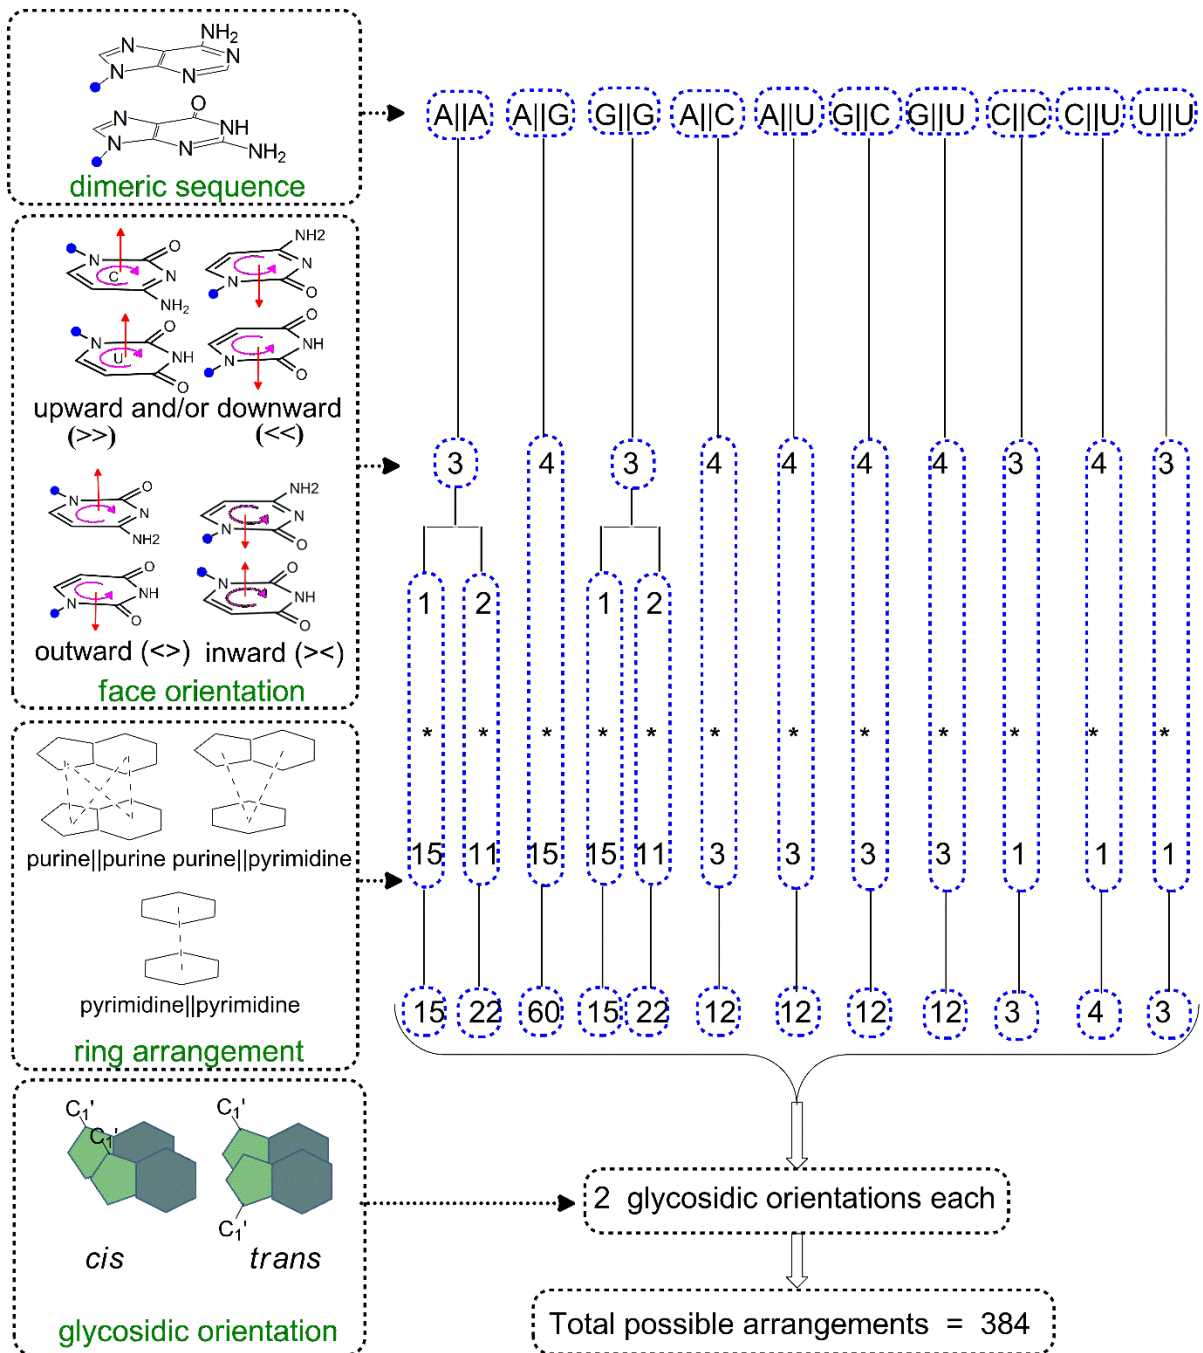 NH2
N
N
N
N
O
N
NH
N
N
NH2
dimeric sequence
A||A A||G G||G A||C A||U G||C G||U C||C C||U U||U
N
O
C
N
NH2
NH2
N
N
O
N
O
U
NH
O
O
NH
N
O
upward and/or downward
(>>) (<<)
N
O
N
NH2
NH2
N
N
O
O
NH
N
O
N
O
NH
O
outward (<>) inward (><)
face orientation
3 4 3 4 4 4 4 3 4 3
1 2 1 2
* * * * * * * * * * * *
purine||purine purine||pyrimidine
15 11 15 15 11 3 3 3 3 1 1 1
pyrimidine||pyrimidine
ring arrangement
15 22 60 15 22 12 12 12 12 3 4 3
C1' C1'
C1'
C1'
cis trans
glycosidic orientation
2 glycosidic orientations each
Total possible arrangements = 384